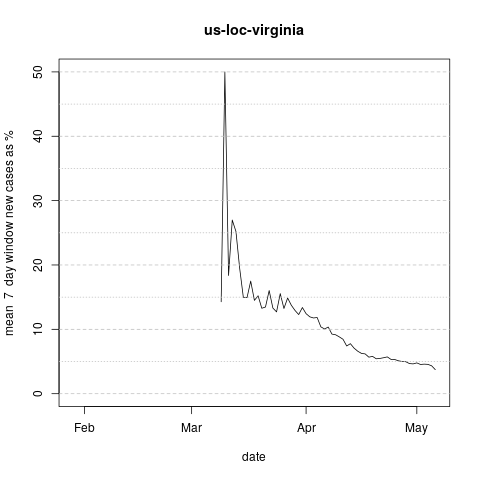 us-loc-virginia
mean  7  day window new cases as %
50
40
30
20
10
0
Feb
Mar
Apr
May
date